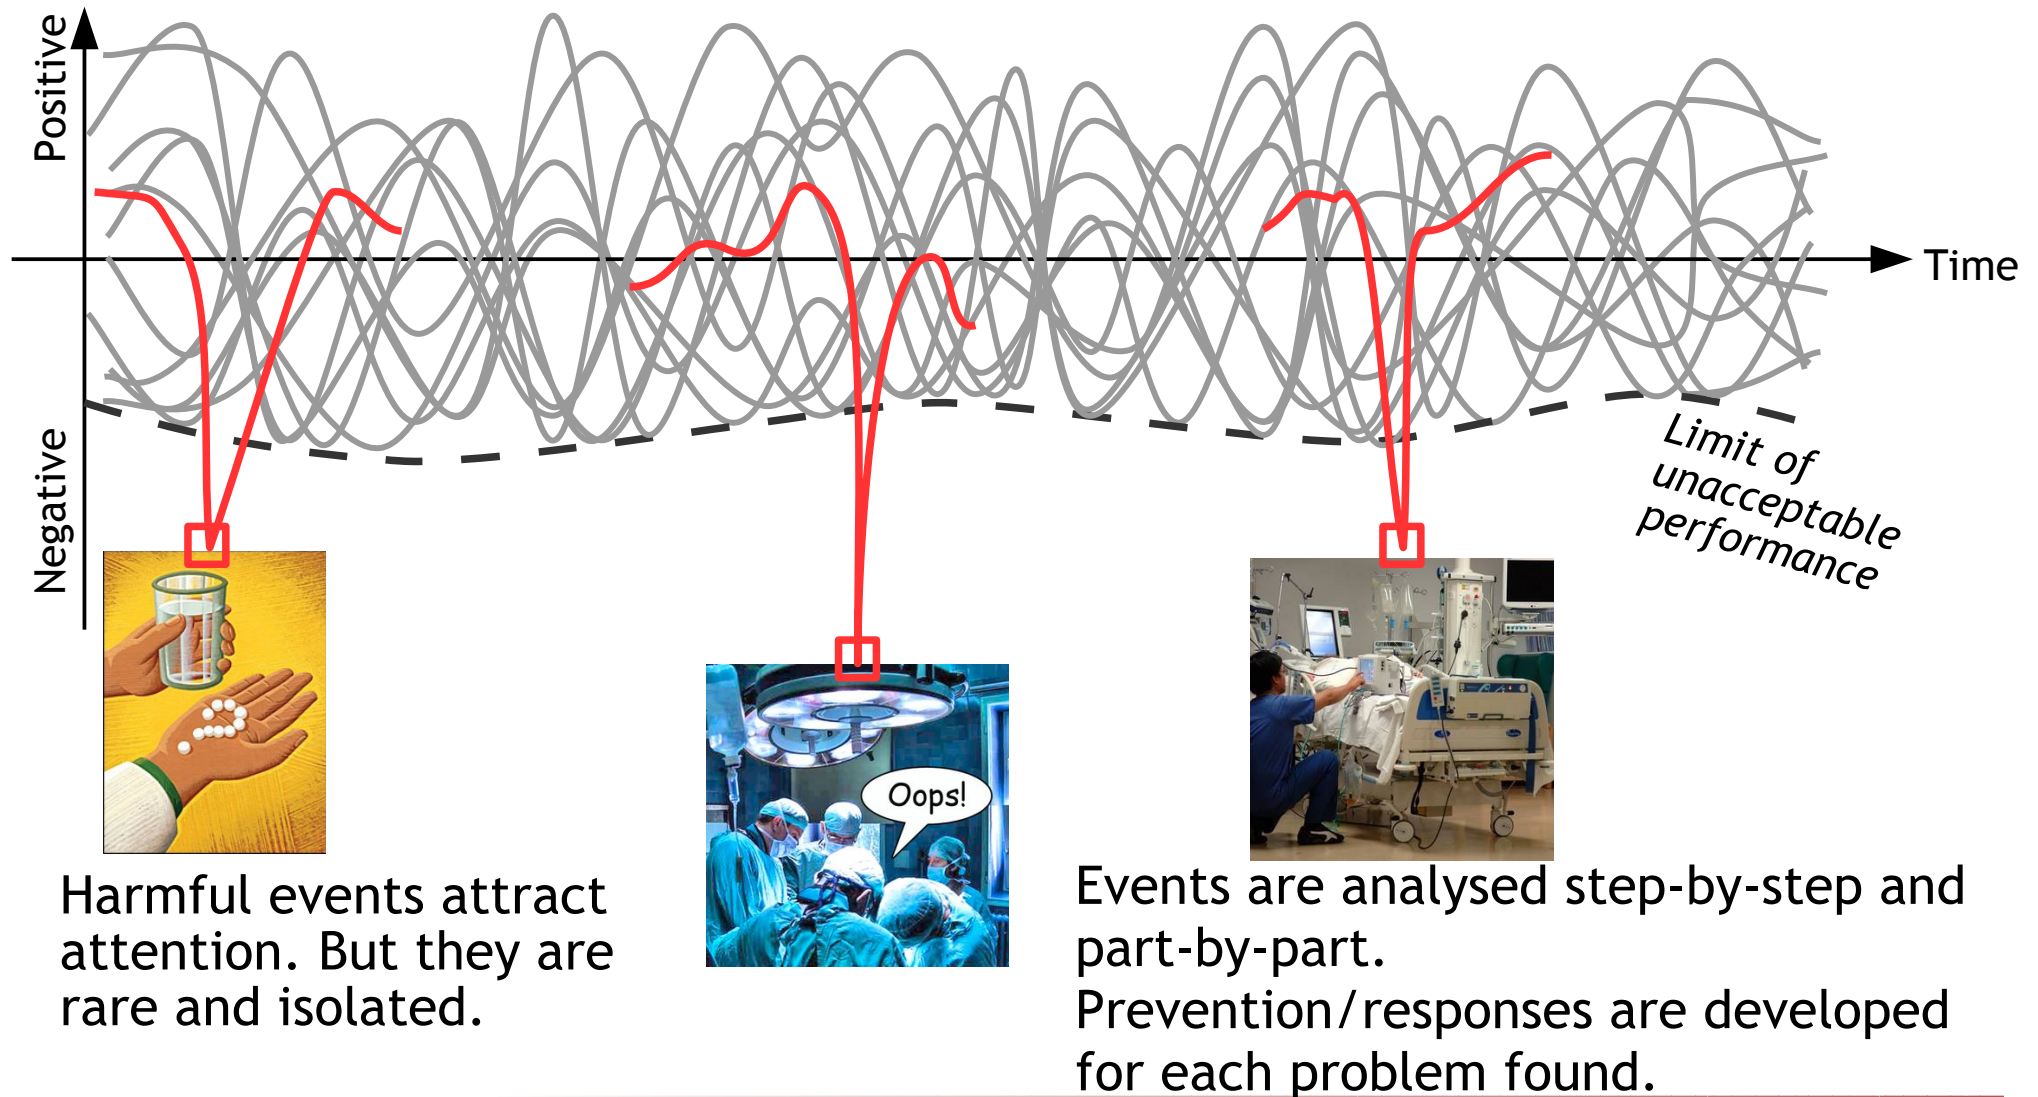 Positive
Negative
Time
Limit of
unacceptable
performance
Oops!
Harmful events attract
attention. But they are
rare and isolated.
Events are analysed step-by-step and
part-by-part.
Prevention/responses are developed
for each problem found.